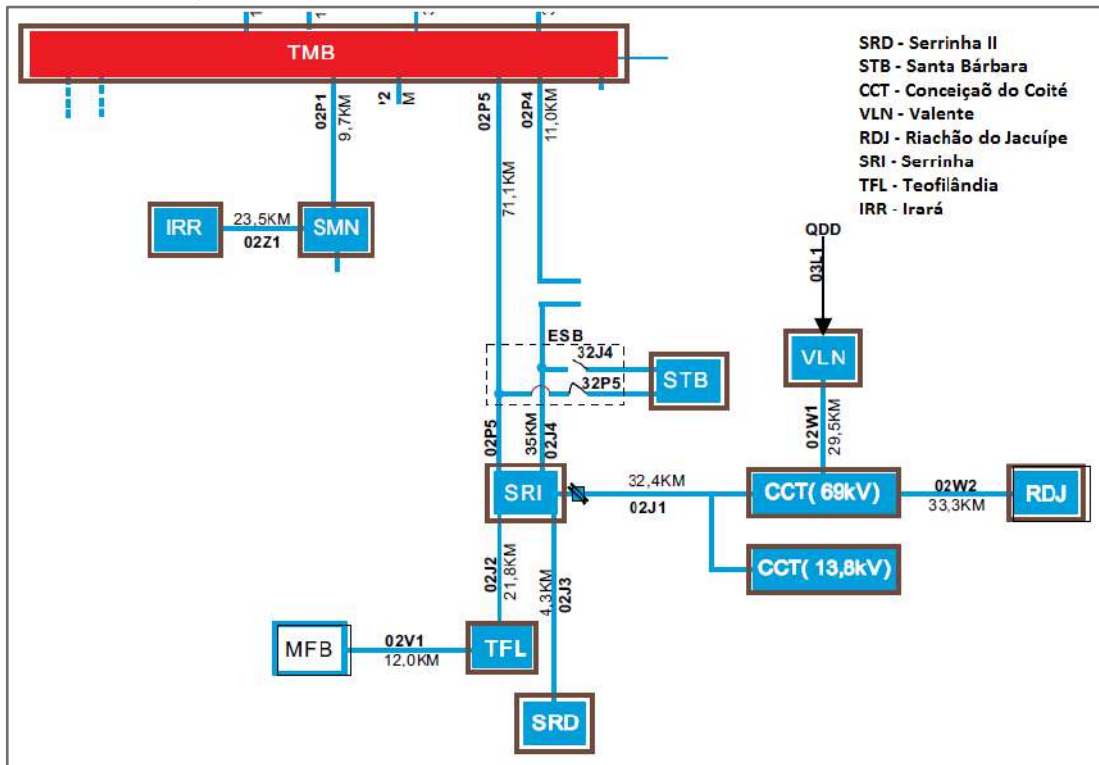 TMB
SRD - Serrinha II
STB - Santa Bárbara
CCT - Conceiçaõ do Coité
VLN - Valente
RDJ - Riachão do Jacuípe
SRI - Serrinha
TFL - Teofilândia
IRR - Irará
02P1
9,7KM
02P5
71,1KM
02P4
11,0KM
IRR
23,5KM
02Z1
SMN
QDD
03L1
VLN
ESB
32J4
32P5
STB
02P5
35KM
02J4
02W1
29,5KM
SRI
32,4KM
02J1
CCT( 69kV)
02W2
33,3KM
RDJ
CCT( 13,8kV)
02J2
21,8KM
4,3KM
02J3
MFB
02V1
12,0KM
TFL
SRD